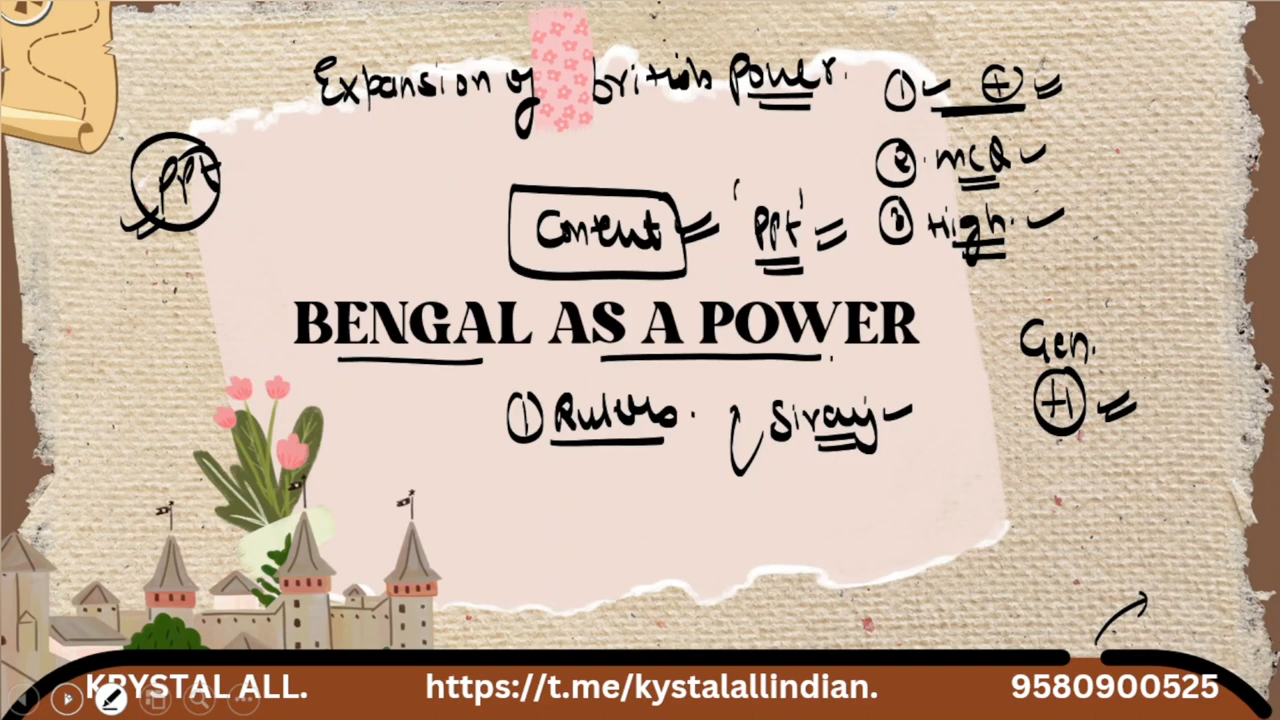 Expansion of british Power.
① ⊕
② MCQ
③ High.
PPt
Content 'PPt'
BENGAL AS A POWER
Gen.
① Rulers. Siraj
KRYSTAL ALL. https://t.me/kystalallindian. 9580900525